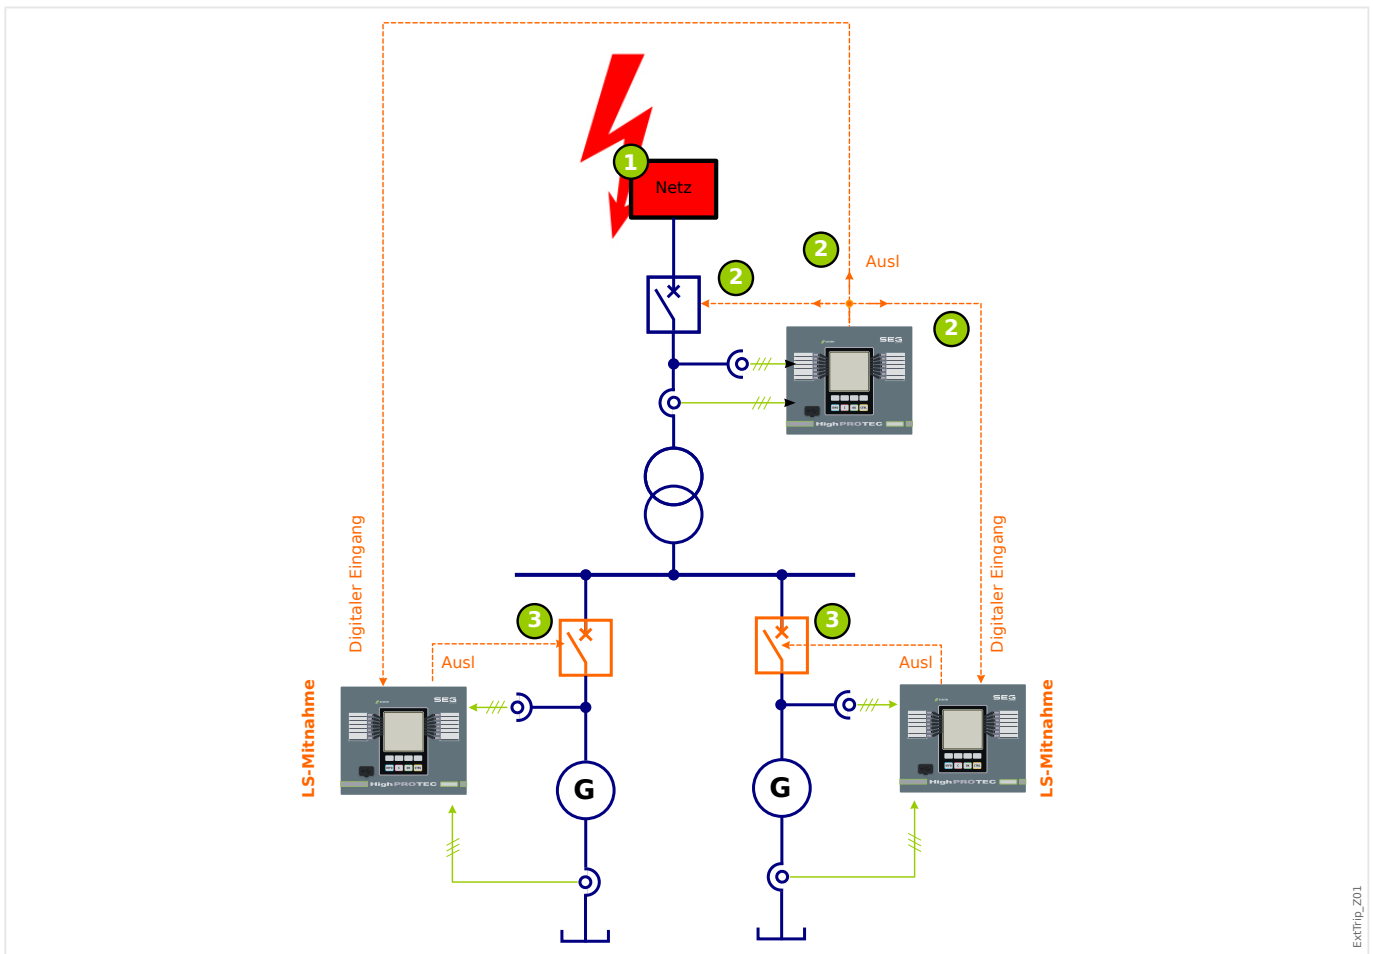 1
Netz
2
2
Ausl
2
SEG
HighPROTEC
Digitaler Eingang
Digitaler Eingang
3
3
Ausl
Ausl
LS-Mitnahme
SEG
HighPROTEC
SEG
HighPROTEC
LS-Mitnahme
G
G
ExtTrip_Z01